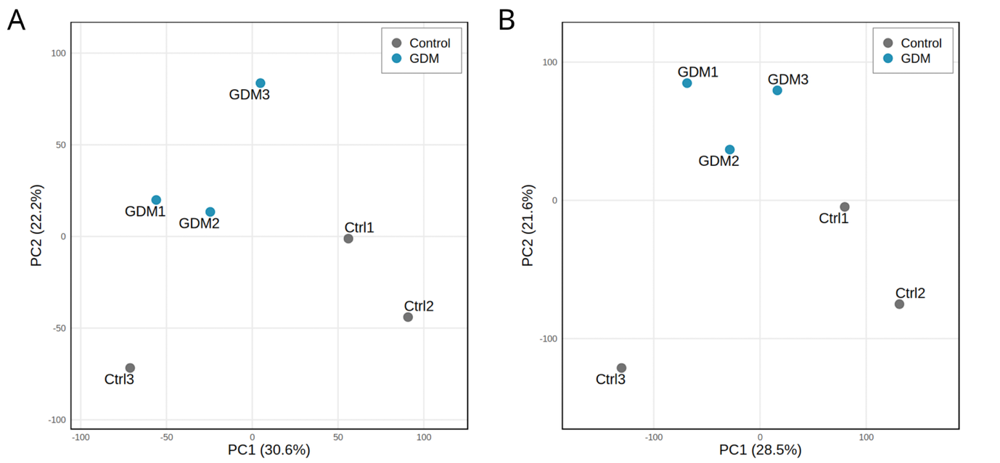 A
Control
GDM
100
50
0
-50
-100
GDM3
GDM1
GDM2
Ctrl1
Ctrl2
Ctrl3
-100
-50
0
50
100
PC1 (30.6%)
PC2 (22.2%)
B
Control
GDM
100
0
-100
GDM1
GDM3
GDM2
Ctrl1
Ctrl2
Ctrl3
-100
0
100
PC1 (28.5%)
PC2 (21.6%)